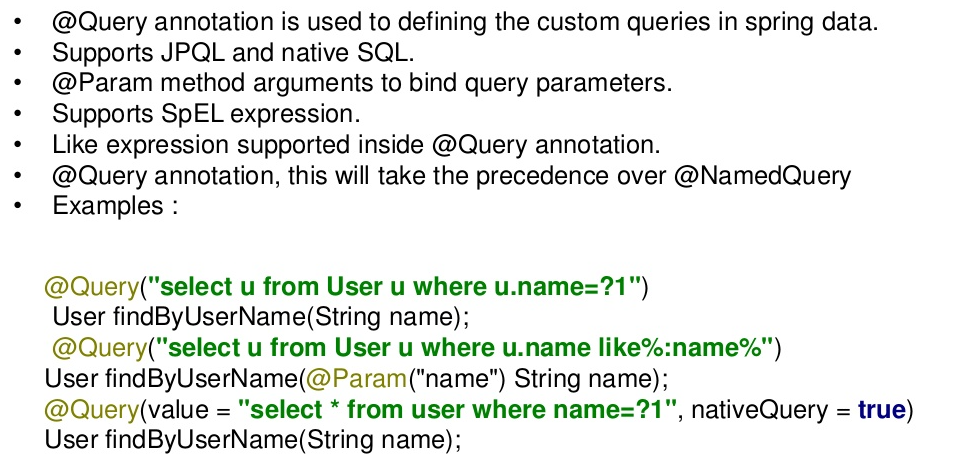 • @Query annotation is used to defining the custom queries in spring data.
• Supports JPQL and native SQL.
• @Param method arguments to bind query parameters.
• Supports SpEL expression.
• Like expression supported inside @Query annotation.
• @Query annotation, this will take the precedence over @NamedQuery
• Examples :
@Query("select u from User u where u.name=?1")
User findByUserName(String name);
@Query("select u from User u where u.name like%:name%")
User findByUserName(@Param("name") String name);
@Query(value = "select * from user where name=?1", nativeQuery = true)
User findByUserName(String name);